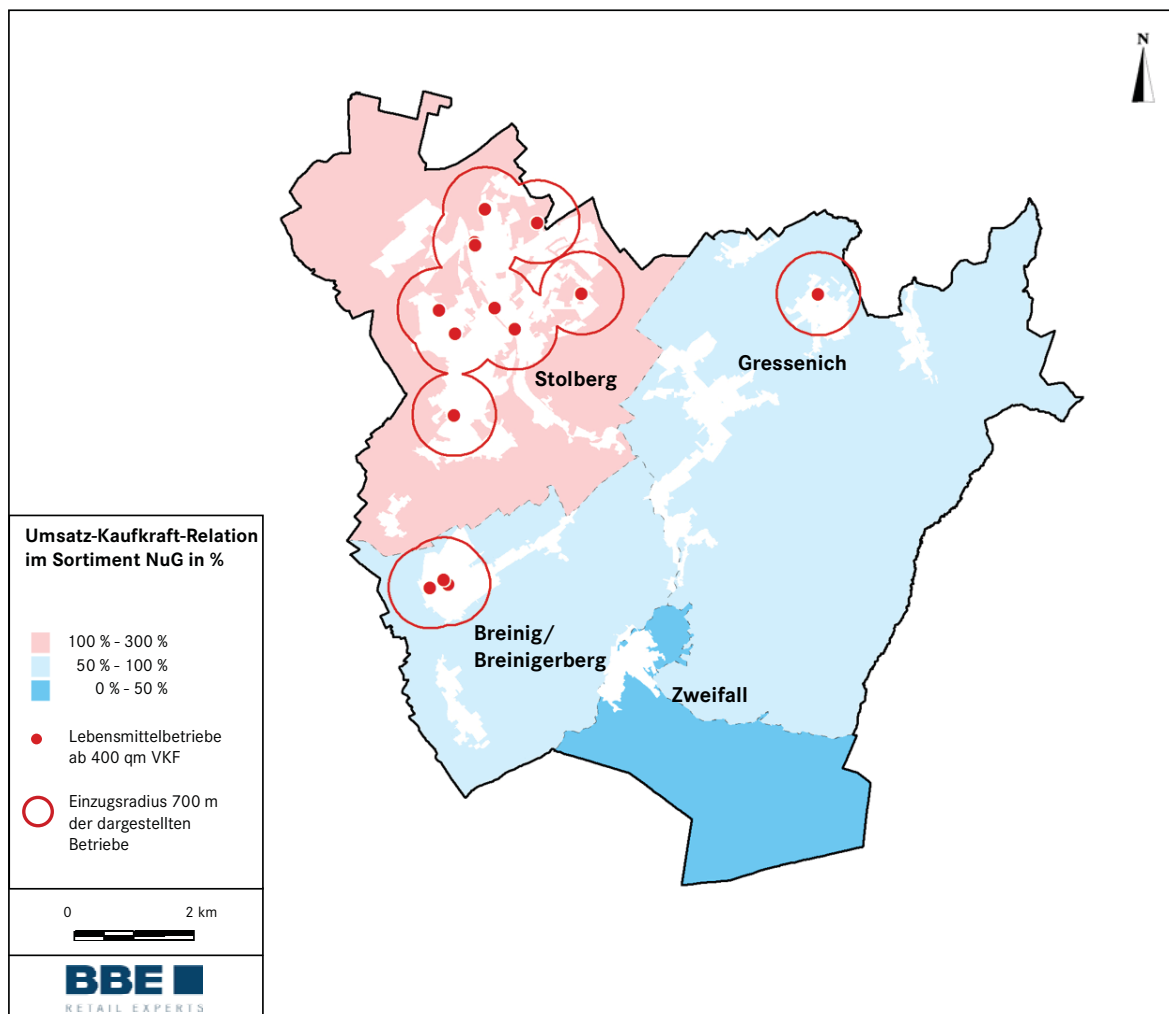 N
Stolberg
Gressenich
Breinig/
Breinigerberg
Zweifall
Umsatz-Kaufkraft-Relation
im Sortiment NuG in %
100 % - 300 %
50 % - 100 %
0 % - 50 %
Lebensmittelbetriebe
ab 400 qm VKF
Einzugsradius 700 m
der dargestellten
Betriebe
0 2 km
BBE
RETAIL EXPERTS